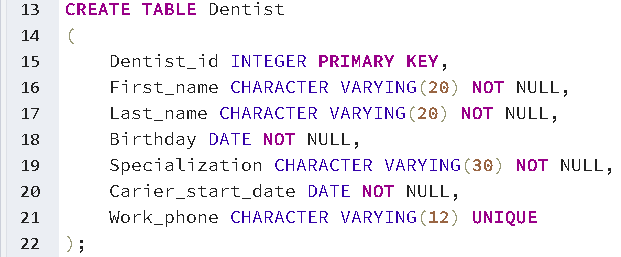 13 CREATE TABLE Dentist
14 (
15 Dentist_id INTEGER PRIMARY KEY,
16 First_name CHARACTER VARYING(20) NOT NULL,
17 Last_name CHARACTER VARYING(20) NOT NULL,
18 Birthday DATE NOT NULL,
19 Specialization CHARACTER VARYING(30) NOT NULL,
20 Carier_start_date DATE NOT NULL,
21 Work_phone CHARACTER VARYING(12) UNIQUE
22 );